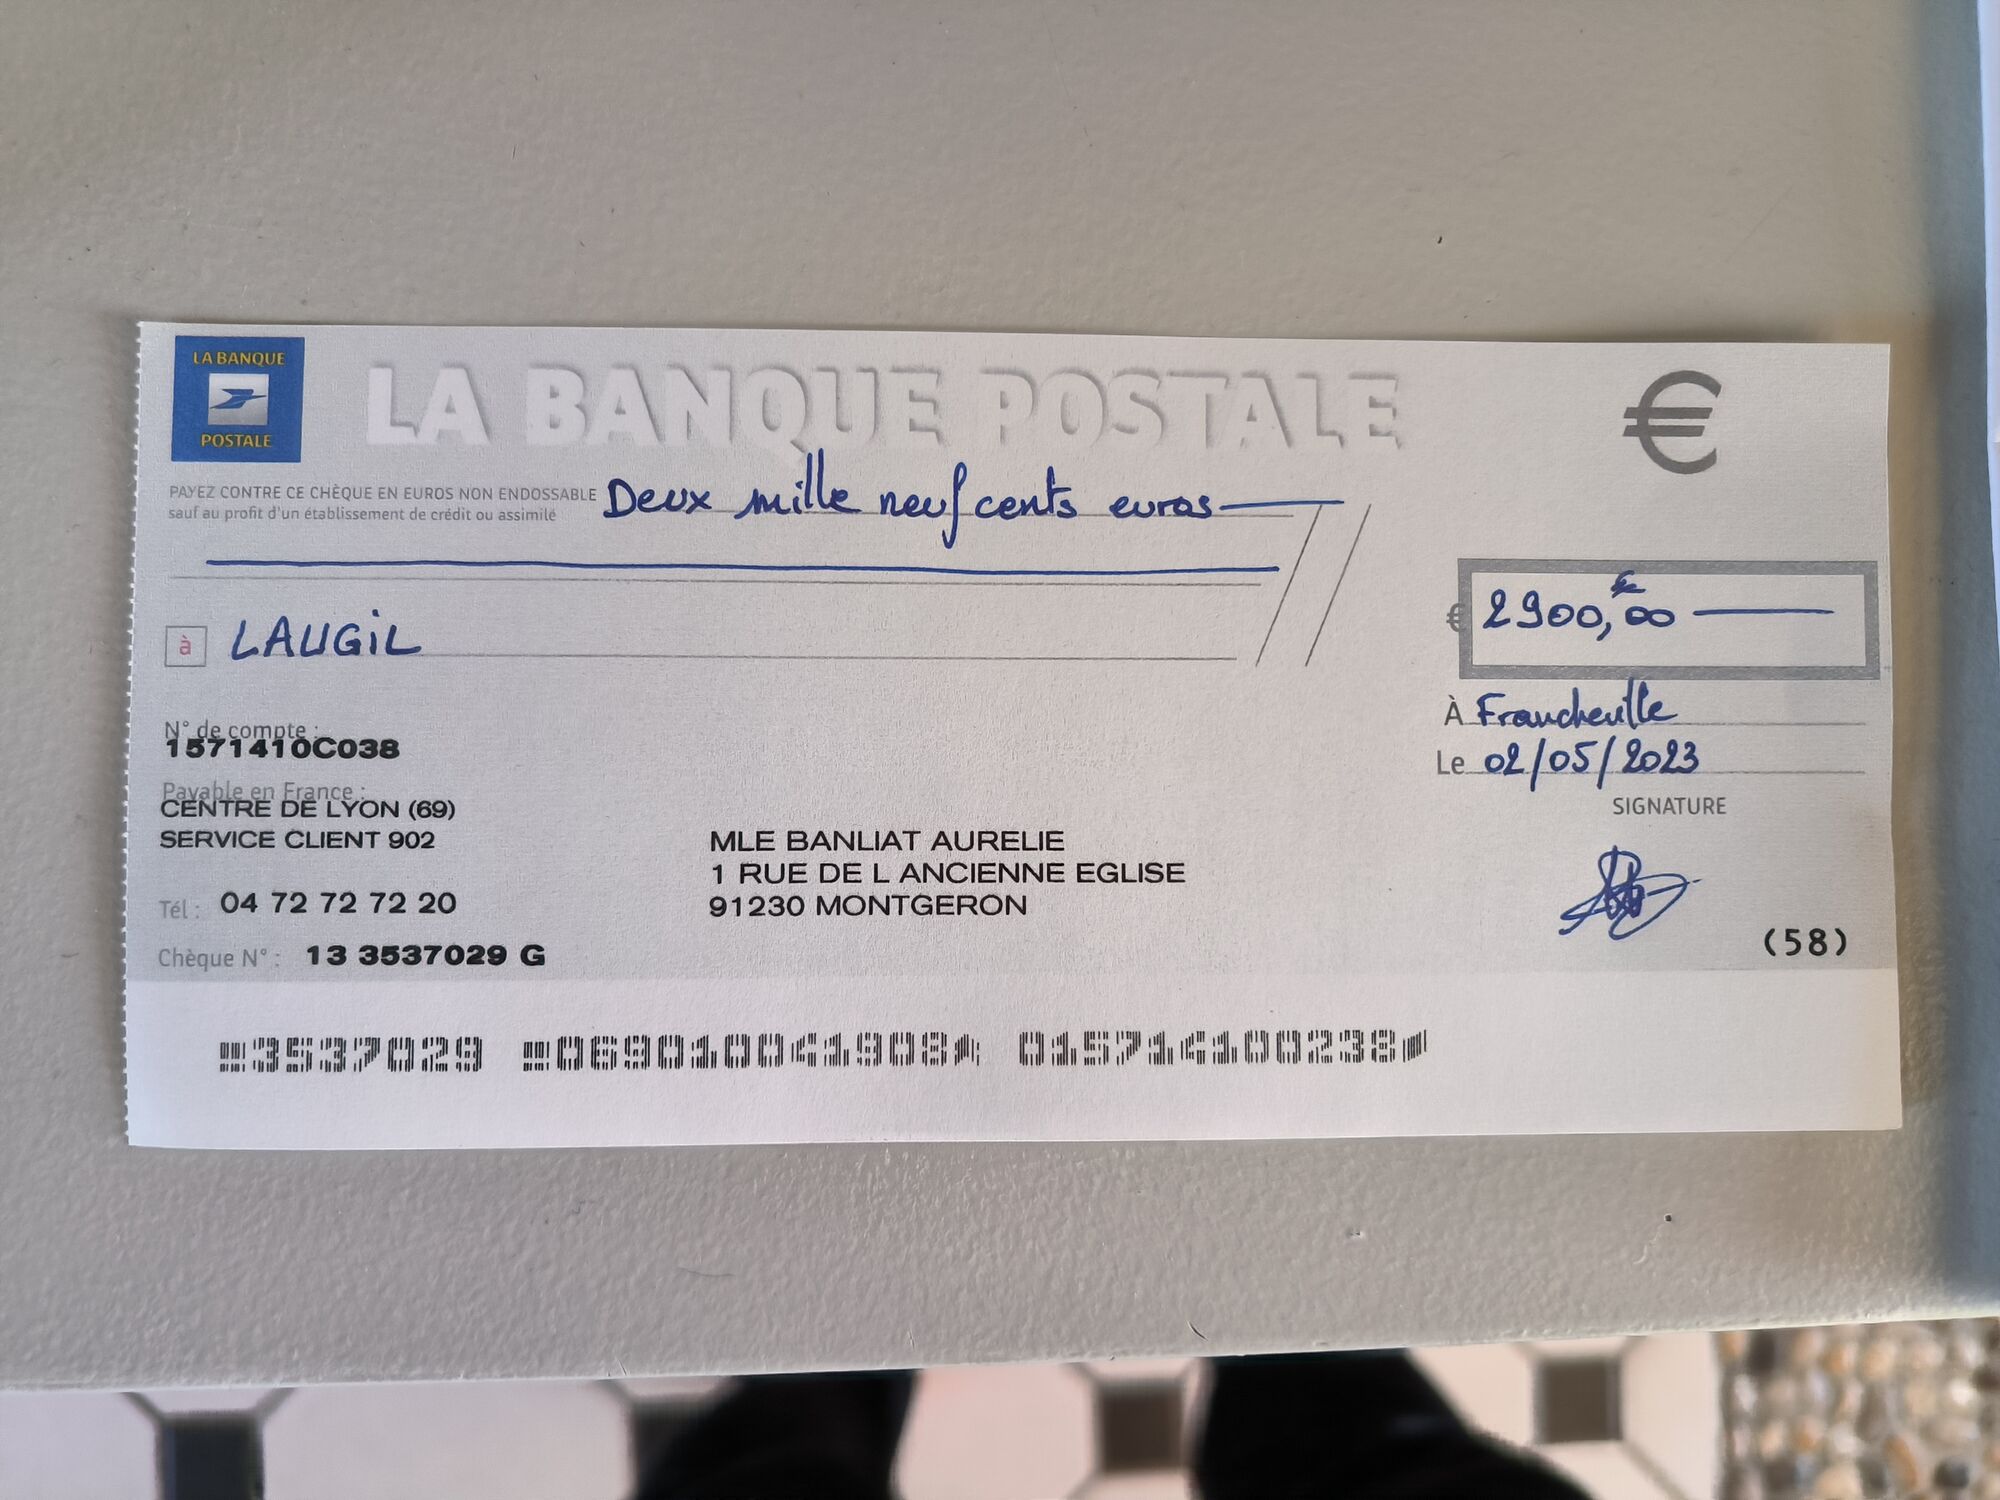 LA BANQUE
POSTALE
LA BANQUE POSTALE
€
PAYEZ CONTRE CE CHÈQUE EN EUROS NON ENDOSSABLE Deux mille neuf cents euros
sauf au profit d'un établissement de crédit ou assimilé
€ 2900,00
à LAUGIL
À Francheville
N° de compte :
1571410C038
Le 02/05/2023
Payable en France :
CENTRE DE LYON (69)
SIGNATURE
SERVICE CLIENT 902
MLE BANLIAT AURELIE
1 RUE DE L ANCIENNE EGLISE
Tél : 04 72 72 72 20
91230 MONTGERON
(58)
Chèque N° : 13 3537029 G
3537029 069010041908 015714100238